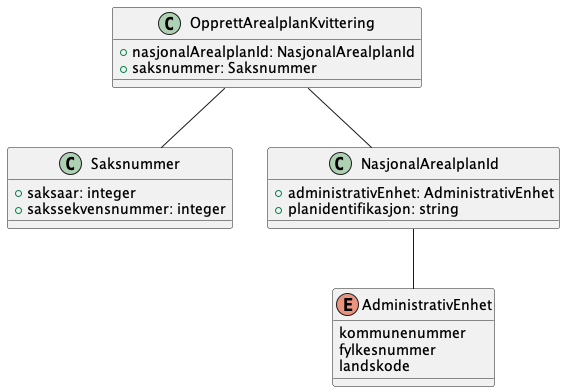 C OpprettArealplanKvittering
nasjonalArealplanId: NasjonalArealplanId
saksnummer: Saksnummer
C Saksnummer
saksaar: integer
sakssekvensnummer: integer
C NasjonalArealplanId
administrativEnhet: AdministrativEnhet
planidentifikasjon: string
E AdministrativEnhet
kommunenummer
fylkesnummer
landskode